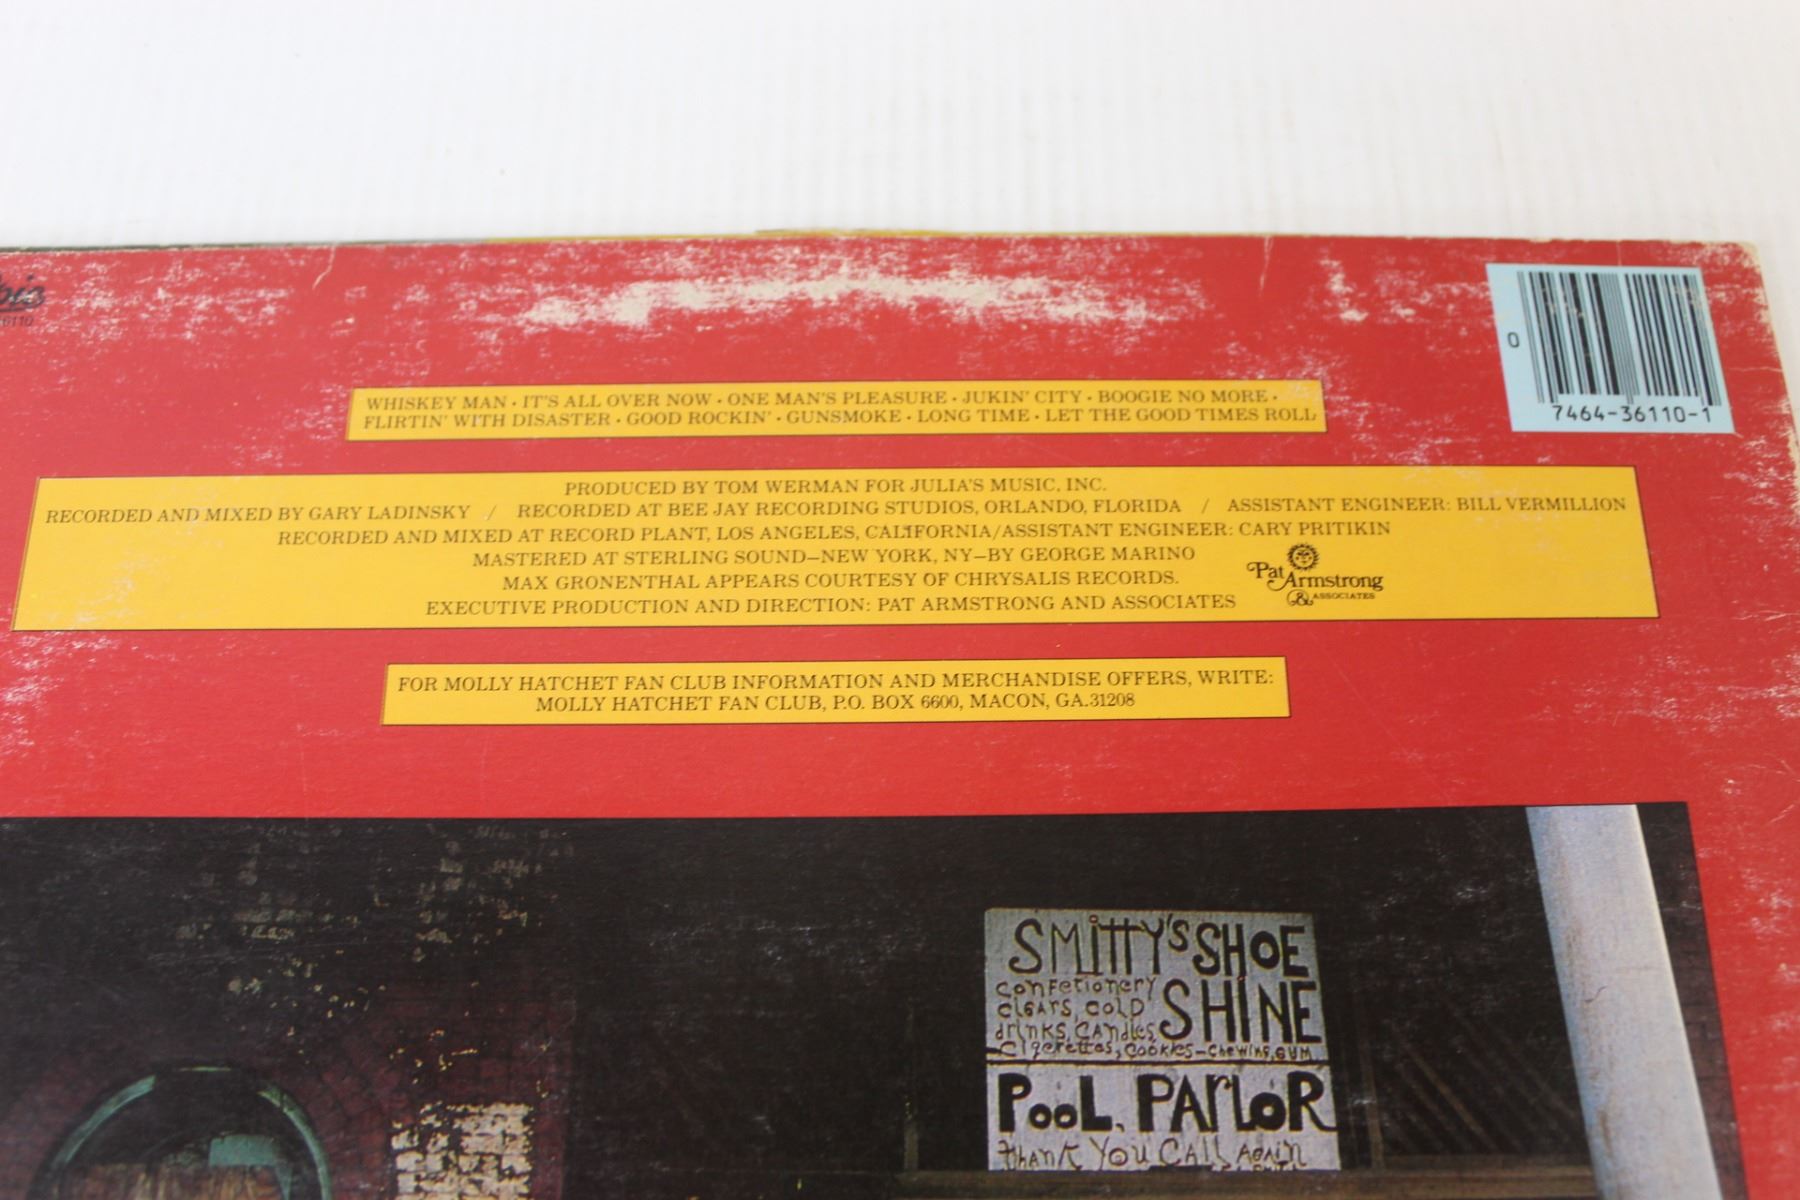 0
7464-36110-1
WHISKEY MAN • IT'S ALL OVER NOW • ONE MAN'S PLEASURE • JUKIN' CITY • BOOGIE NO MORE •
FLIRTIN' WITH DISASTER • GOOD ROCKIN' • GUNSMOKE • LONG TIME • LET THE GOOD TIMES ROLL
PRODUCED BY TOM WERMAN FOR JULIA'S MUSIC, INC.
RECORDED AND MIXED BY GARY LADINSKY / RECORDED AT BEE JAY RECORDING STUDIOS, ORLANDO, FLORIDA / ASSISTANT ENGINEER: BILL VERMILLION
RECORDED AND MIXED AT RECORD PLANT, LOS ANGELES, CALIFORNIA/ASSISTANT ENGINEER: CARY PRITIKIN
MASTERED AT STERLING SOUND—NEW YORK, NY—BY GEORGE MARINO
MAX GRONENTHAL APPEARS COURTESY OF CHRYSALIS RECORDS.
EXECUTIVE PRODUCTION AND DIRECTION: PAT ARMSTRONG AND ASSOCIATES
Pat
Armstrong
& ASSOCIATES
FOR MOLLY HATCHET FAN CLUB INFORMATION AND MERCHANDISE OFFERS, WRITE:
MOLLY HATCHET FAN CLUB, P.O. BOX 6600, MACON, GA.31208
SMiTTY'S SHOE
SHiNE
conFetionery
CIGARS, COLD
drinks, CAndies,
Cigerettes, Cookies-Chewing GUM
PooL, PArloR
ThAnK YoU CAll AGAiN